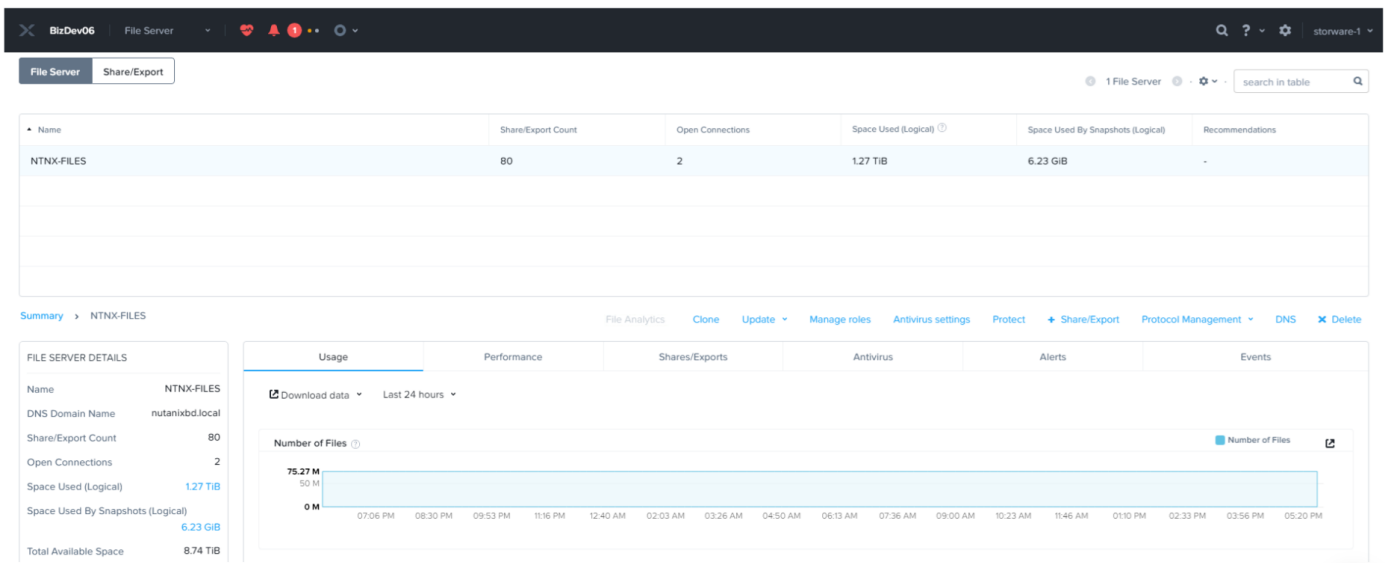 BizDev06 File Server 1 ? storware-1
File Server Share/Export
1 File Server search in table
Name Share/Export Count Open Connections Space Used (Logical) ? Space Used By Snapshots (Logical) Recommendations
NTNX-FILES 80 2 1.27 TiB 6.23 GiB -
Summary > NTNX-FILES
File Analytics Clone Update Manage roles Antivirus settings Protect + Share/Export Protocol Management DNS × Delete
FILE SERVER DETAILS
Name NTNX-FILES
DNS Domain Name nutanixbd.local
Share/Export Count 80
Open Connections 2
Space Used (Logical) 1.27 TiB
Space Used By Snapshots (Logical)
6.23 GiB
Total Available Space 8.74 TiB
Usage Performance Shares/Exports Antivirus Alerts Events
Download data Last 24 hours
Number of Files ? Number of Files
75.27 M
50 M
0 M
07:06 PM 08:30 PM 09:53 PM 11:16 PM 12:40 AM 02:03 AM 03:26 AM 04:50 AM 06:13 AM 07:36 AM 09:00 AM 10:23 AM 11:46 AM 01:10 PM 02:33 PM 03:56 PM 05:20 PM